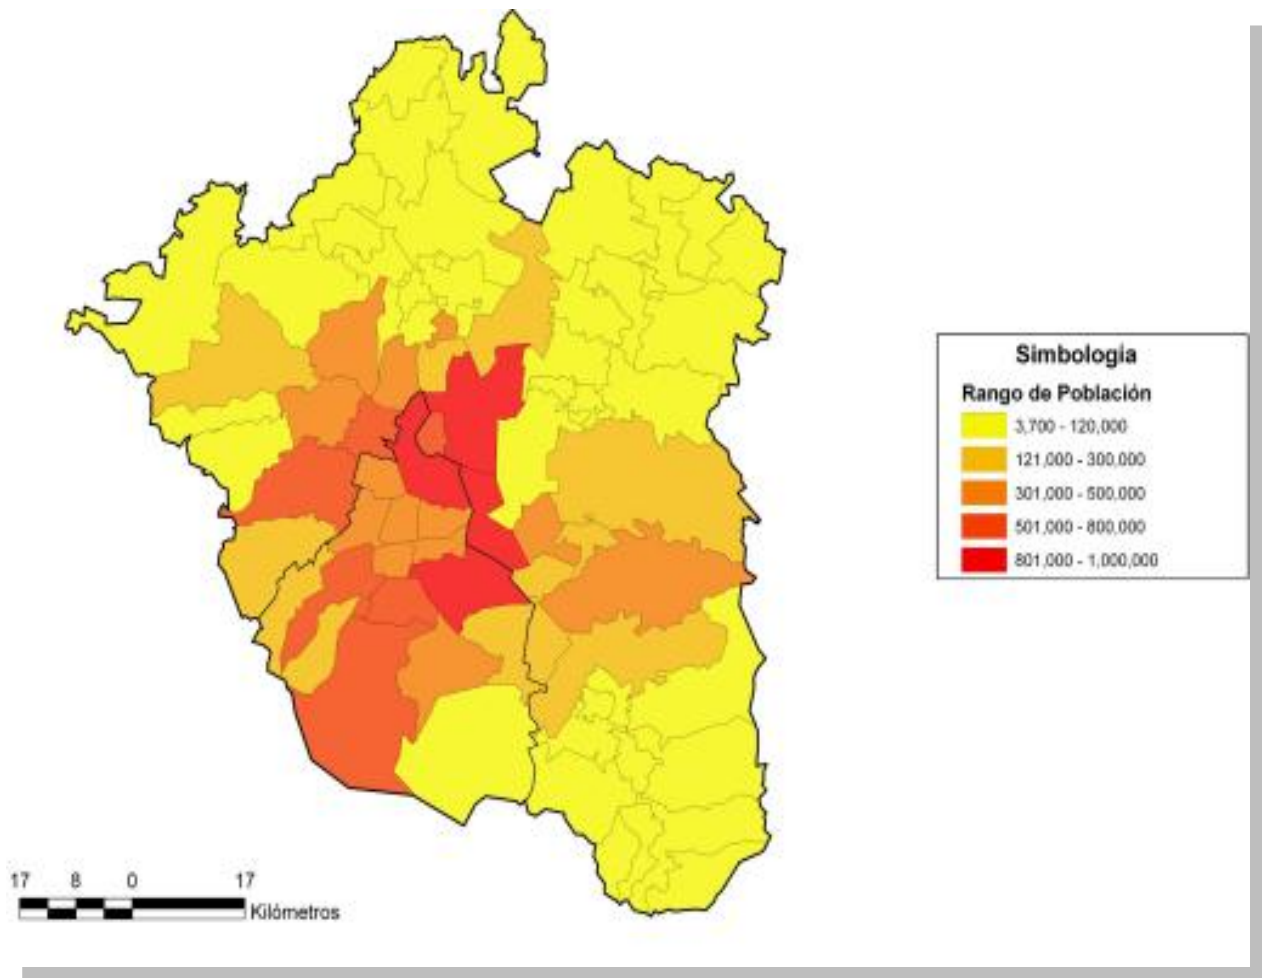 Simbología
Rango de Población
3,700 - 120,000
121,000 - 300,000
301,000 - 500,000
501,000 - 800,000
801,000 - 1,000,000
17 8 0 17
Kilómetros